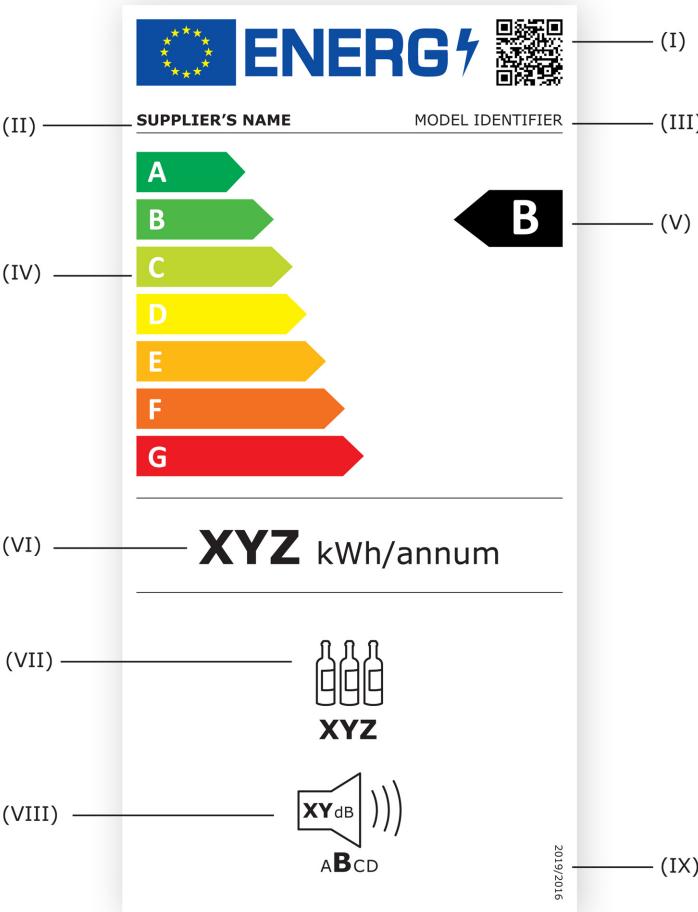 ENERG
(I)
(II)
SUPPLIER'S NAME
MODEL IDENTIFIER
(III)
A
B
B
(V)
(IV)
C
D
E
F
G
(VI)
XYZ kWh/annum
(VII)
XYZ
(VIII)
XY dB
ABCD
2019/2016
(IX)